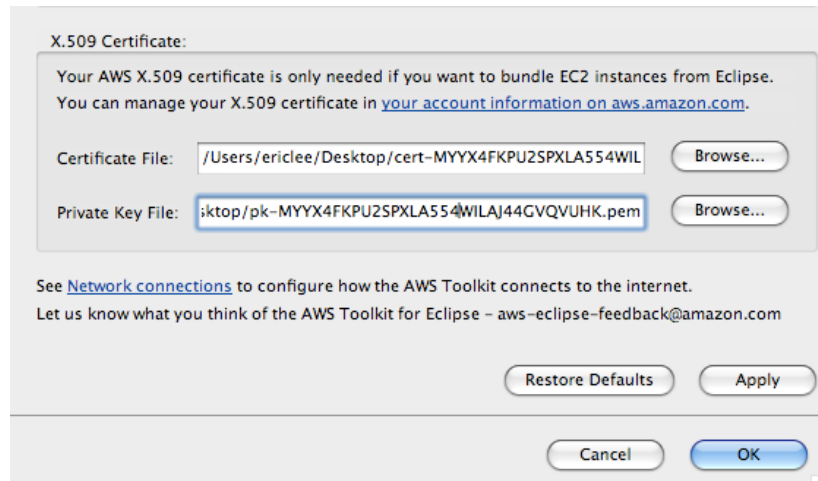 X.509 Certificate:
Your AWS X.509 certificate is only needed if you want to bundle EC2 instances from Eclipse.
You can manage your X.509 certificate in your account information on aws.amazon.com.
Certificate File: /Users/ericlee/Desktop/cert-MYYX4FKPU2SPXLA554WIL Browse...
Private Key File: sktop/pk-MYYX4FKPU2SPXLA554WILAJ44GVQVUHK.pem Browse...
See Network connections to configure how the AWS Toolkit connects to the internet.
Let us know what you think of the AWS Toolkit for Eclipse – aws-eclipse-feedback@amazon.com
Restore Defaults Apply
Cancel OK